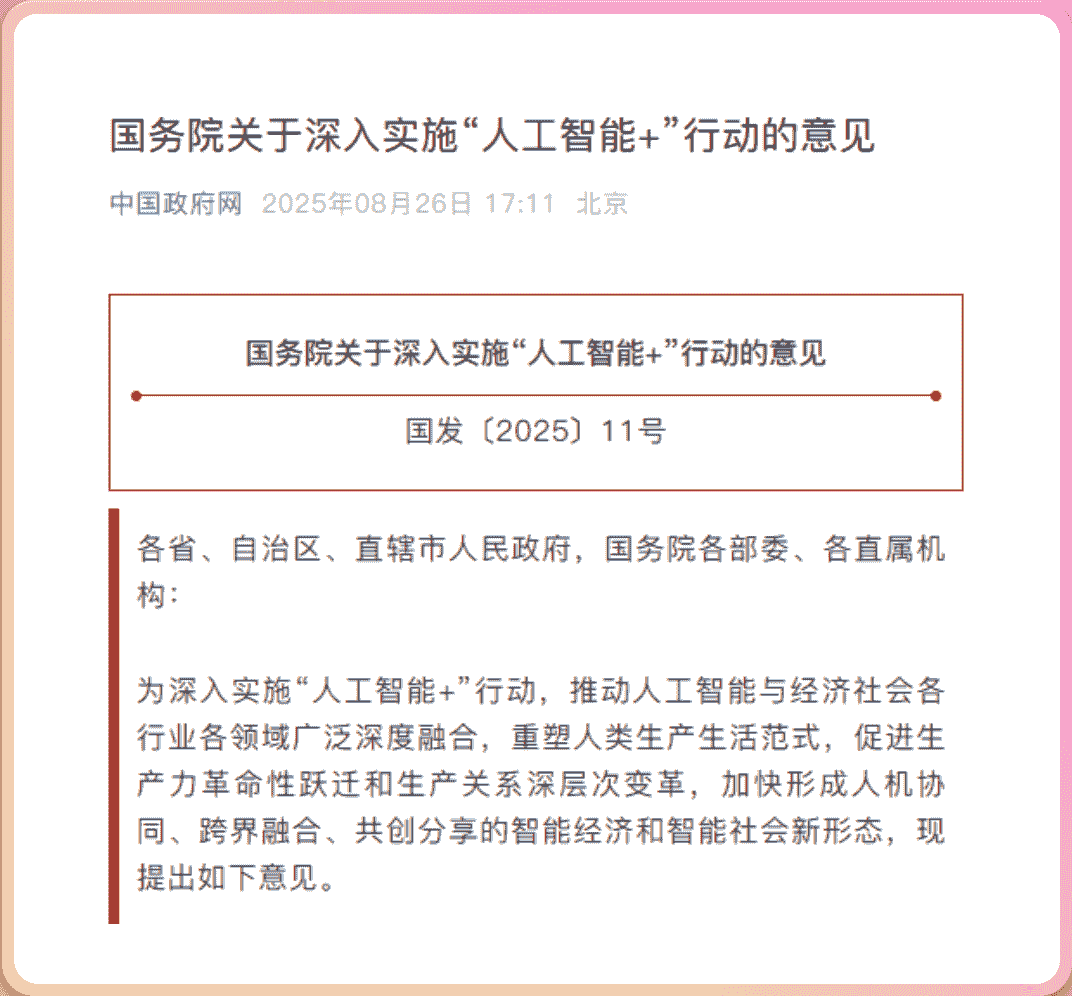 国务院关于深入实施“人工智能+”行动的意见
中国政府网 2025年08月26日 17:11 北京
国务院关于深入实施“人工智能+”行动的意见
国发〔2025〕11号
各省、自治区、直辖市人民政府，国务院各部委、各直属机
构：
为深入实施“人工智能+”行动，推动人工智能与经济社会各
行业各领域广泛深度融合，重塑人类生产生活范式，促进生
产力革命性跃迁和生产关系深层次变革，加快形成人机协
同、跨界融合、共创分享的智能经济和智能社会新形态，现
提出如下意见。